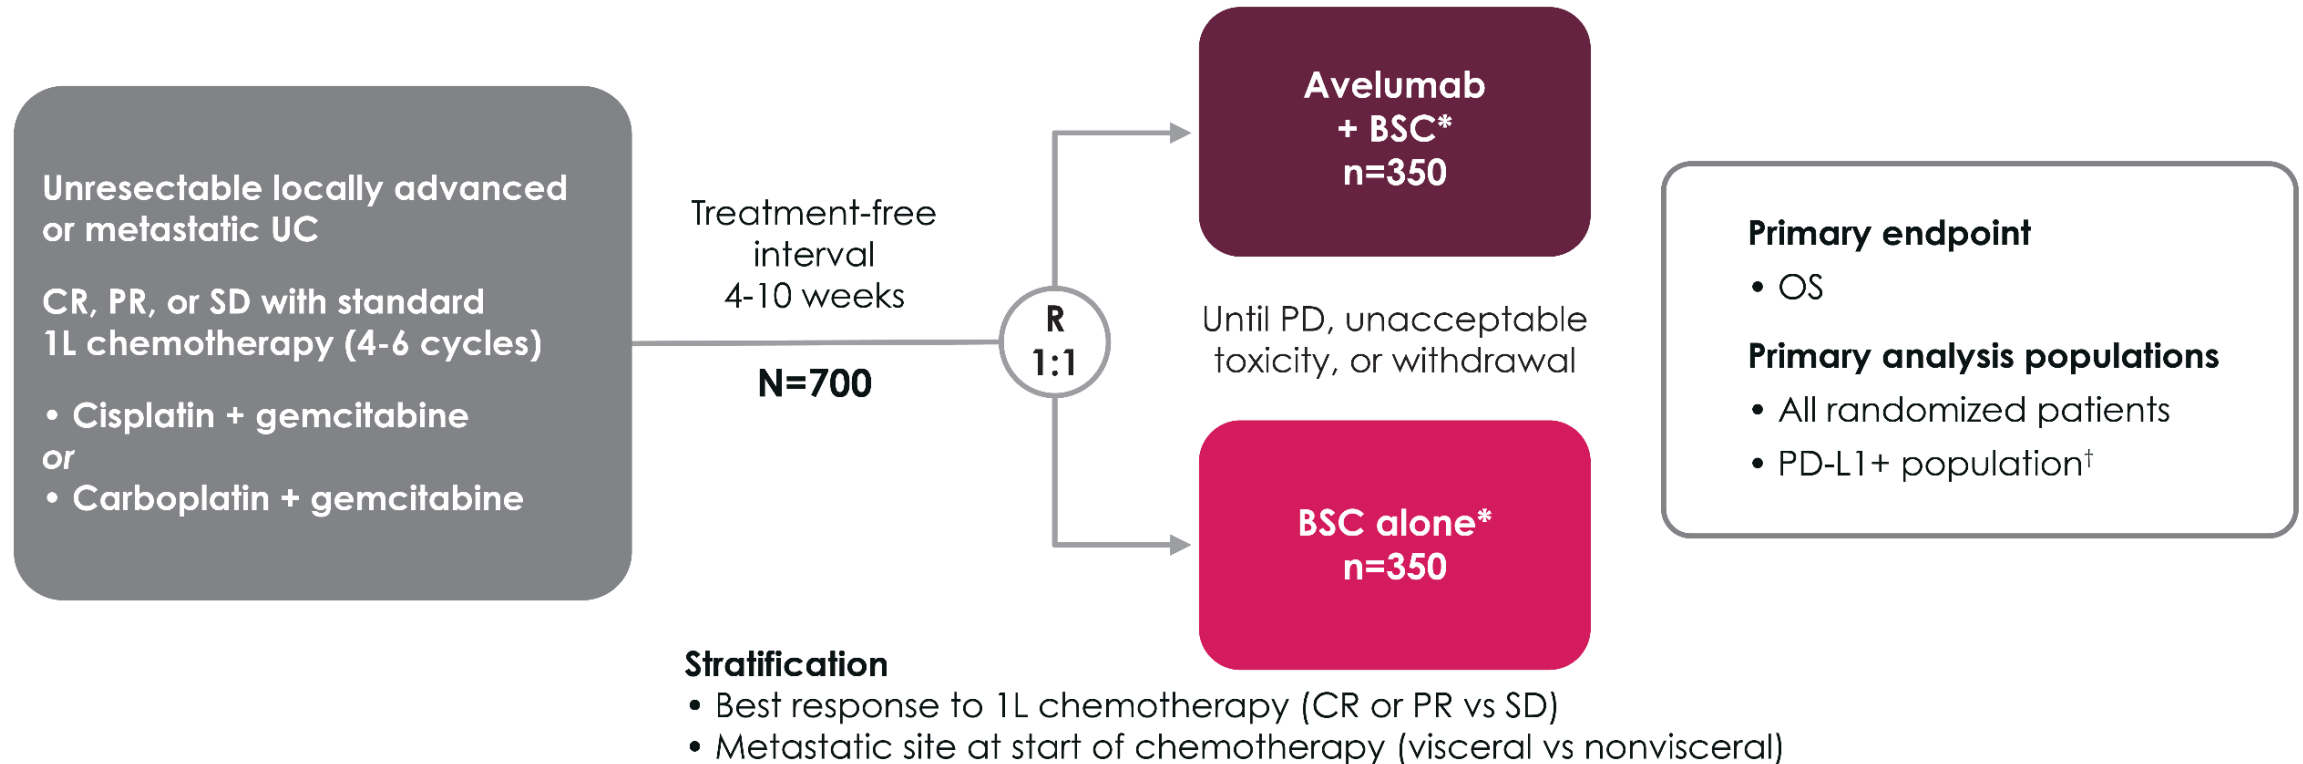 Unresectable locally advanced
or metastatic UC
CR, PR, or SD with standard
1L chemotherapy (4-6 cycles)
• Cisplatin + gemcitabine
or
• Carboplatin + gemcitabine
Treatment-free
interval
4-10 weeks
N=700
R
1:1
Avelumab
+ BSC*
n=350
Until PD, unacceptable
toxicity, or withdrawal
BSC alone*
n=350
Primary endpoint
• OS
Primary analysis populations
• All randomized patients
• PD-L1+ population†
Stratification
• Best response to 1L chemotherapy (CR or PR vs SD)
• Metastatic site at start of chemotherapy (visceral vs nonvisceral)